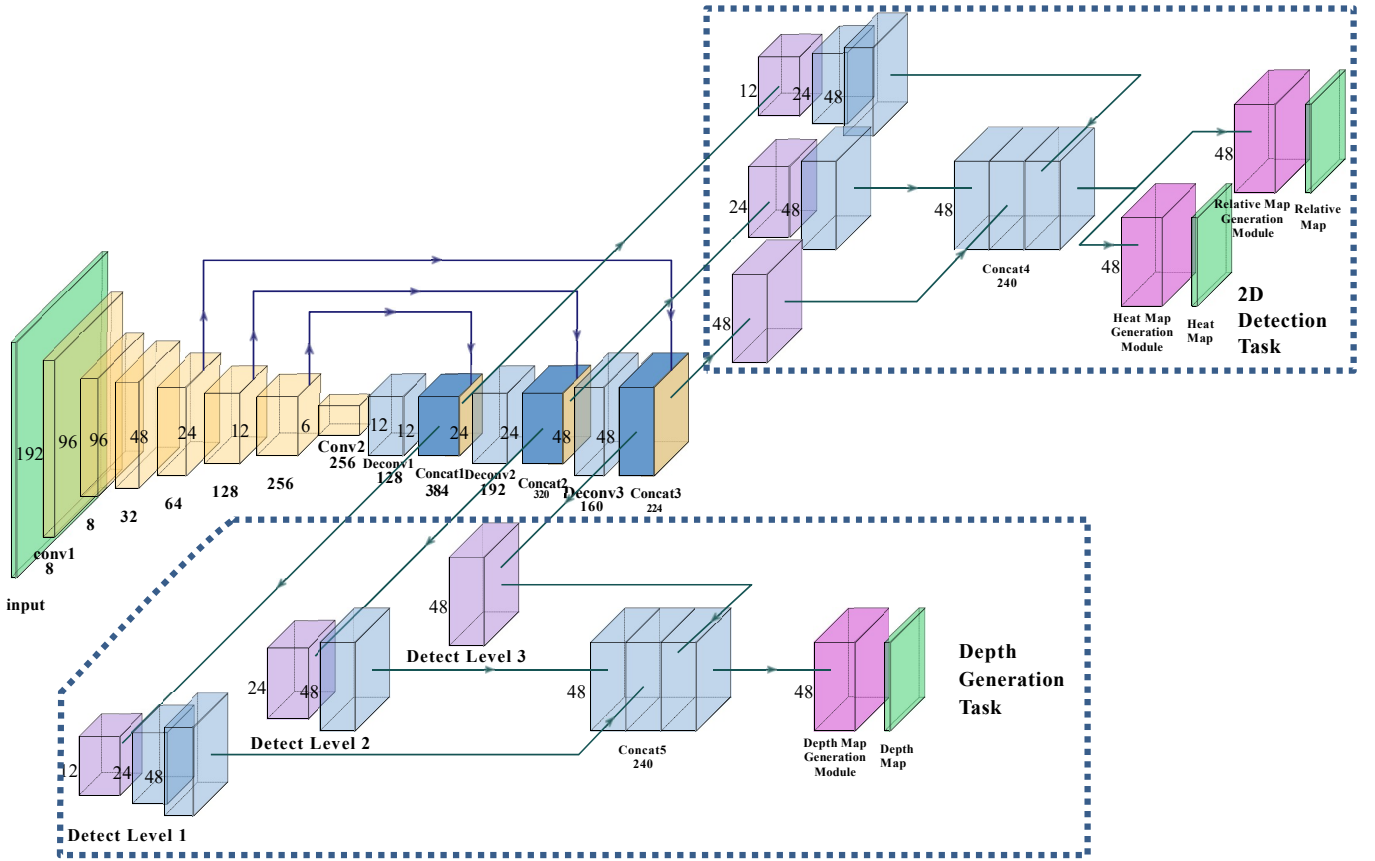 12
24
48
24
48
48
48
Concat4
240
48
Relative Map
Generation
Module
Relative
Map
48
Heat Map
Generation
Module
Heat
Map
2D
Detection
Task
192
96
96
48
24
12
6
12
12
24
24
48
48
input
conv1
8
8
32
64
128
256
Conv2
256
Deconv1
128
Concat1
384
Deconv2
192
Concat2
320
Deconv3
160
Concat3
224
48
Detect Level 3
24
48
Detect Level 2
12
24
48
Detect Level 1
48
Concat5
240
48
Depth Map
Generation
Module
Depth
Map
Depth
Generation
Task